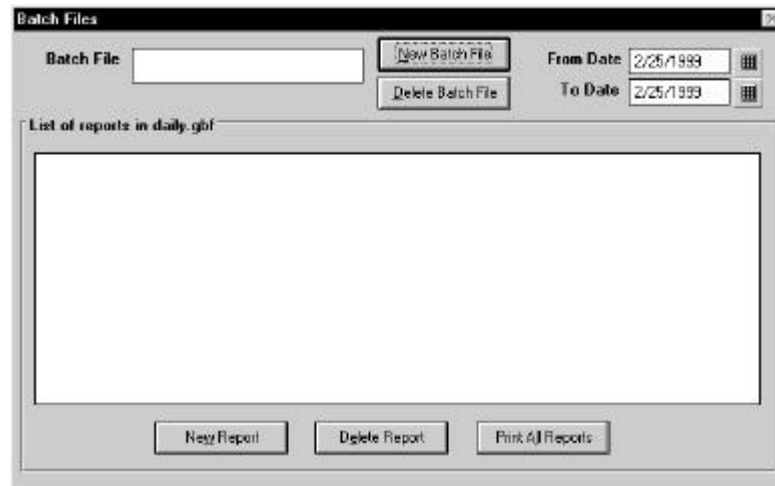 Batch Files
Batch File
New Batch File
From Date 2/25/1999
Delete Batch File
To Date 2/25/1999
List of reports in daily.gbf
New Report Delete Report Print All Reports